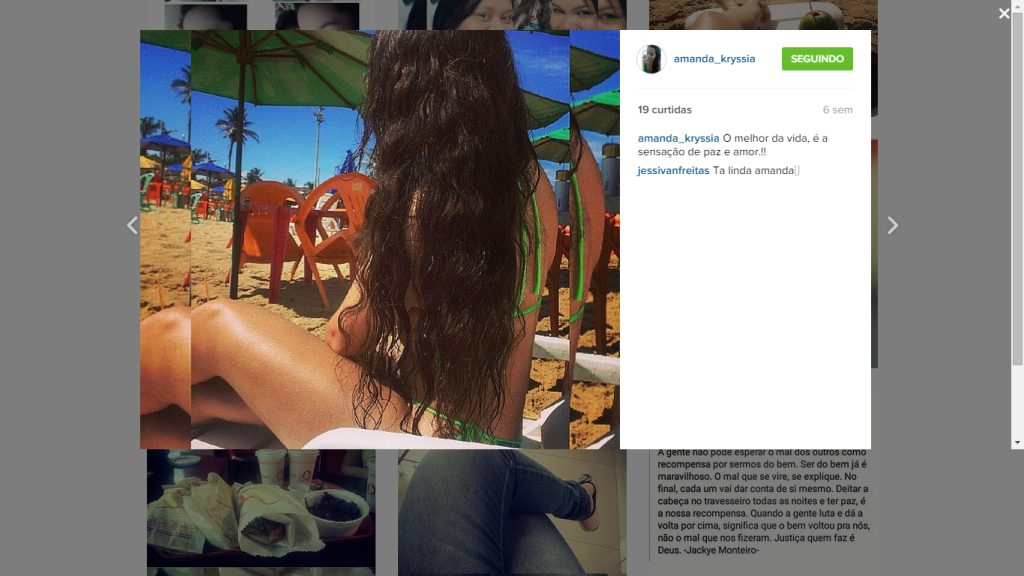 amanda_kryssia
SEGUINDO
19 curtidas
6 sem
amanda_kryssia O melhor da vida, é a
sensação de paz e amor.!!
jessivanfreitas Ta linda amanda
A gente não pode esperar o mal dos outros como
recompensa por sermos do bem. Ser do bem já é
maravilhoso. O mal que se vire, se explique. No
final, cada um vai dar conta de si mesmo. Deitar a
cabeça no travesseiro todas as noites e ter paz, é
a nossa recompensa. Quando a gente luta e dá a
volta por cima, significa que o bem voltou pra nós,
não o mal que nos fizeram. Justiça quem faz é
Deus. -Jackye Monteiro-